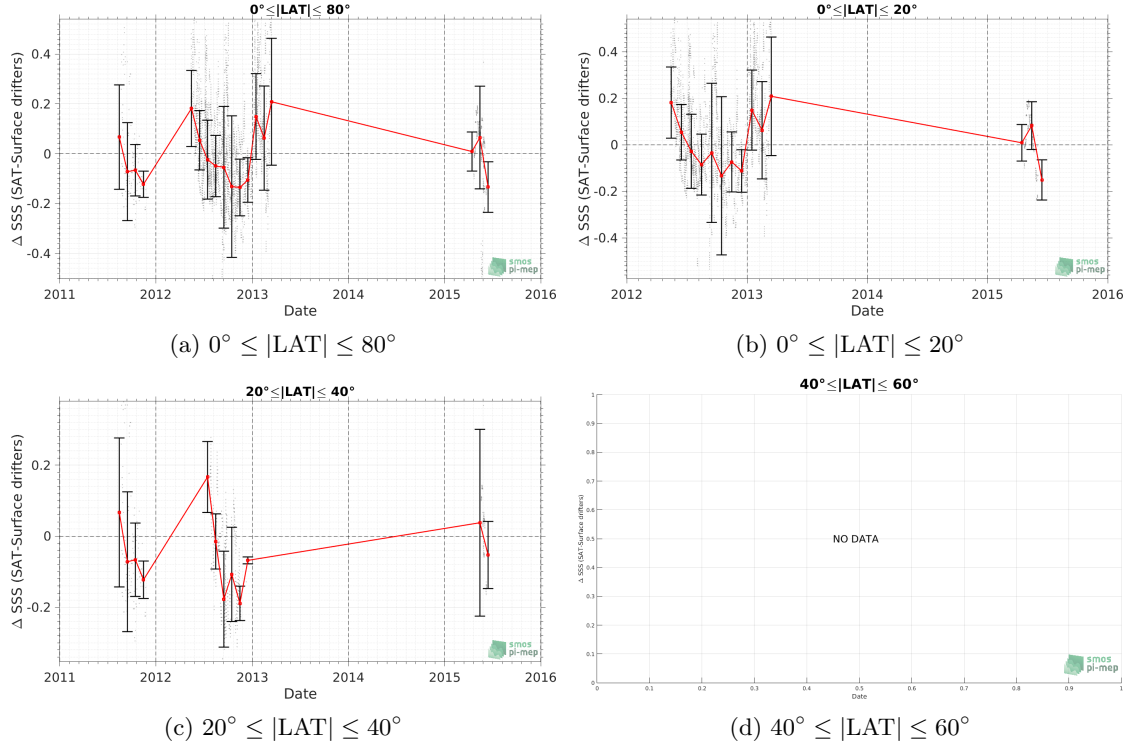 0°≤|LAT|≤ 80°
Δ SSS (SAT-Surface drifters)
0.4
0.2
0
-0.2
-0.4
2011 2012 2013 2014 2015 2016
Date
smos
pi-mep
(a) 0° ≤ |LAT| ≤ 80°
0°≤|LAT|≤ 20°
Δ SSS (SAT-Surface drifters)
0.4
0.2
0
-0.2
-0.4
2012 2013 2014 2015 2016
Date
smos
pi-mep
(b) 0° ≤ |LAT| ≤ 20°
20°≤|LAT|≤ 40°
Δ SSS (SAT-Surface drifters)
0.2
0
-0.2
2011 2012 2013 2014 2015 2016
Date
smos
pi-mep
(c) 20° ≤ |LAT| ≤ 40°
40°≤|LAT|≤ 60°
Δ SSS (SAT-Surface drifters)
1
0.9
0.8
0.7
0.6
0.5
0.4
0.3
0.2
0.1
0
NO DATA
0 0.1 0.2 0.3 0.4 0.5 0.6 0.7 0.8 0.9 1
Date
smos
pi-mep
(d) 40° ≤ |LAT| ≤ 60°